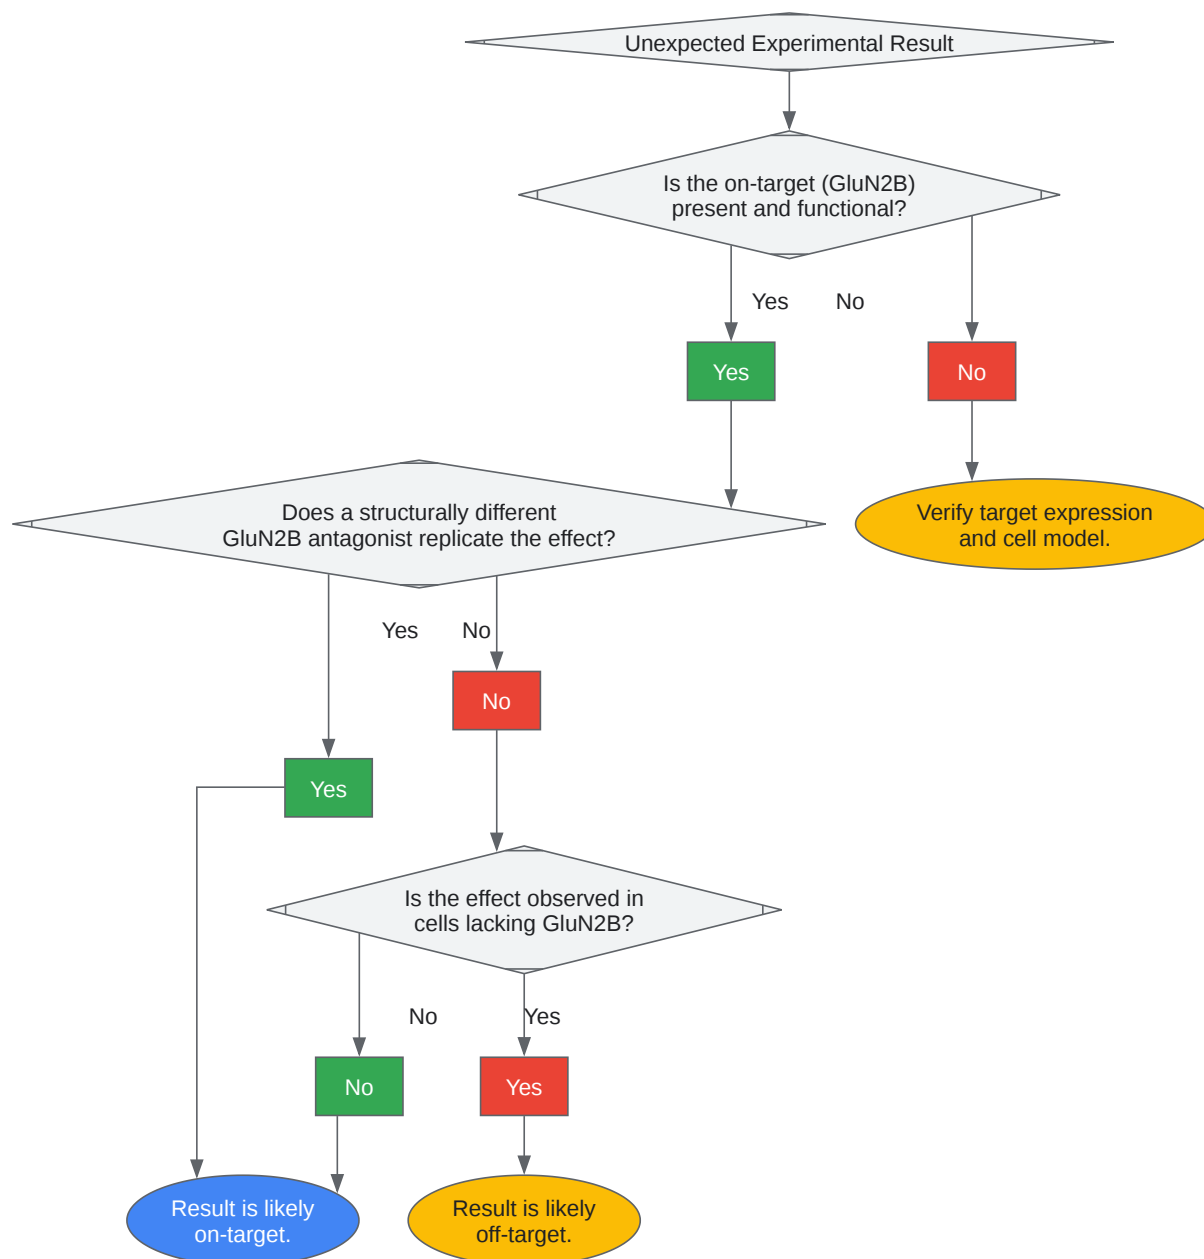 Unexpected Experimental Result
Is the on-target (GluN2B)
present and functional?
Yes
No
Yes
No
Does a structurally different
GluN2B antagonist replicate the effect?
Verify target expression
and cell model.
Yes
No
No
Yes
Is the effect observed in
cells lacking GluN2B?
No
Yes
No
Yes
Result is likely
on-target.
Result is likely
off-target.